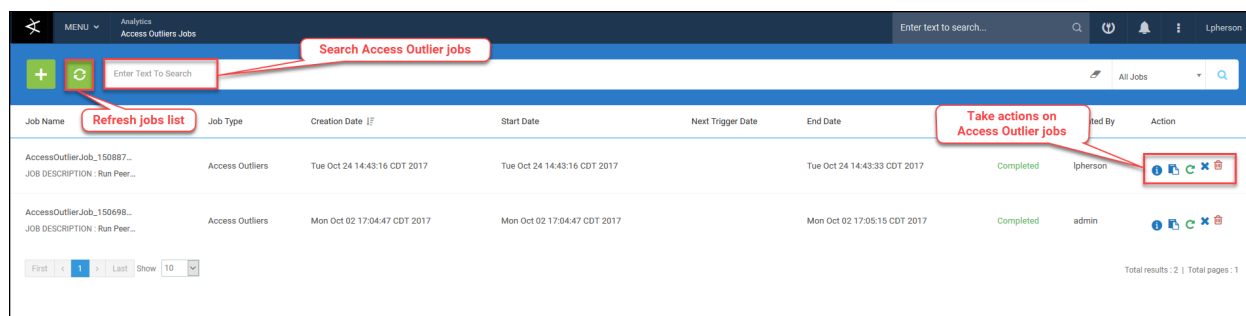 MENU
Analytics
Access Outliers Jobs
Enter text to search...
Lpherson
Search Access Outlier jobs
Enter Text To Search
All Jobs
Refresh jobs list
Take actions on
Access Outlier jobs
Job Name
Job Type
Creation Date
Start Date
Next Trigger Date
End Date
ted By
Action
AccessOutlierJob_150887...
JOB DESCRIPTION : Run Peer...
Access Outliers
Tue Oct 24 14:43:16 CDT 2017
Tue Oct 24 14:43:16 CDT 2017
Tue Oct 24 14:43:33 CDT 2017
Completed
lpherson
AccessOutlierJob_150698...
JOB DESCRIPTION : Run Peer...
Access Outliers
Mon Oct 02 17:04:47 CDT 2017
Mon Oct 02 17:04:47 CDT 2017
Mon Oct 02 17:05:15 CDT 2017
Completed
admin
First < 1 > Last Show 10
Total results : 2 | Total pages : 1